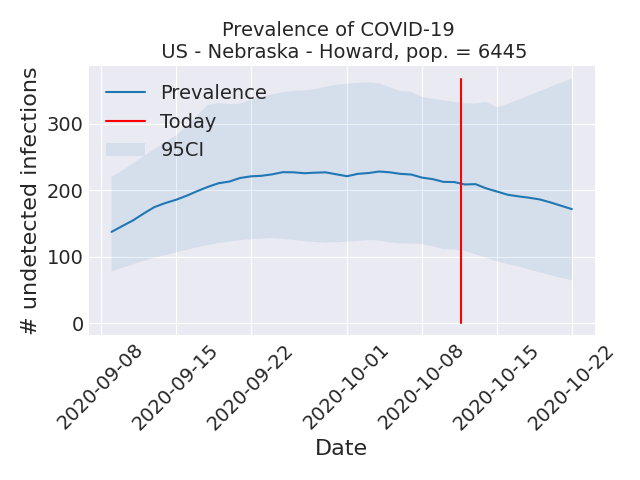 Prevalence of COVID-19
US - Nebraska - Howard, pop. = 6445
# undetected infections
300
200
100
0
Prevalence
Today
95CI
2020-09-08
2020-09-15
2020-09-22
2020-10-01
2020-10-08
2020-10-15
2020-10-22
Date